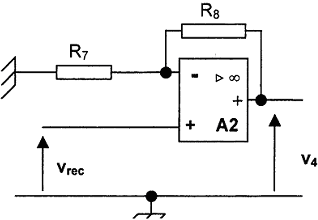 R8
R7
- ▷ ∞
+
+ A2
vrec
v4